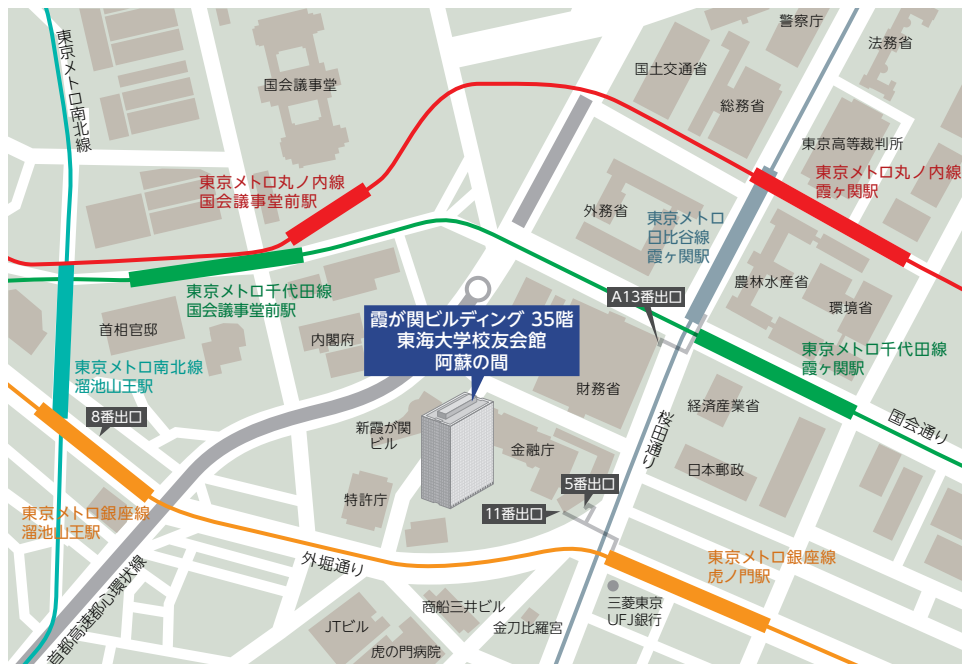 警察庁
法務省
東京メトロ南北線
国会議事堂
国土交通省
総務省
東京高等裁判所
東京メトロ丸ノ内線
国会議事堂前駅
東京メトロ丸ノ内線
霞ヶ関駅
外務省
東京メトロ
日比谷線
霞ヶ関駅
農林水産省
環境省
A13番出口
東京メトロ千代田線
国会議事堂前駅
首相官邸
内閣府
霞が関ビルディング 35階
東海大学校友会館
阿蘇の間
東京メトロ千代田線
霞ヶ関駅
東京メトロ南北線
溜池山王駅
8番出口
財務省
経済産業省
国会通り
桜田通り
新霞が関
ビル
金融庁
日本郵政
特許庁
5番出口
11番出口
東京メトロ銀座線
溜池山王駅
外堀通り
東京メトロ銀座線
虎ノ門駅
首都高速都心環状線
三菱東京
UFJ銀行
商船三井ビル
JTビル
金刀比羅宮
虎の門病院